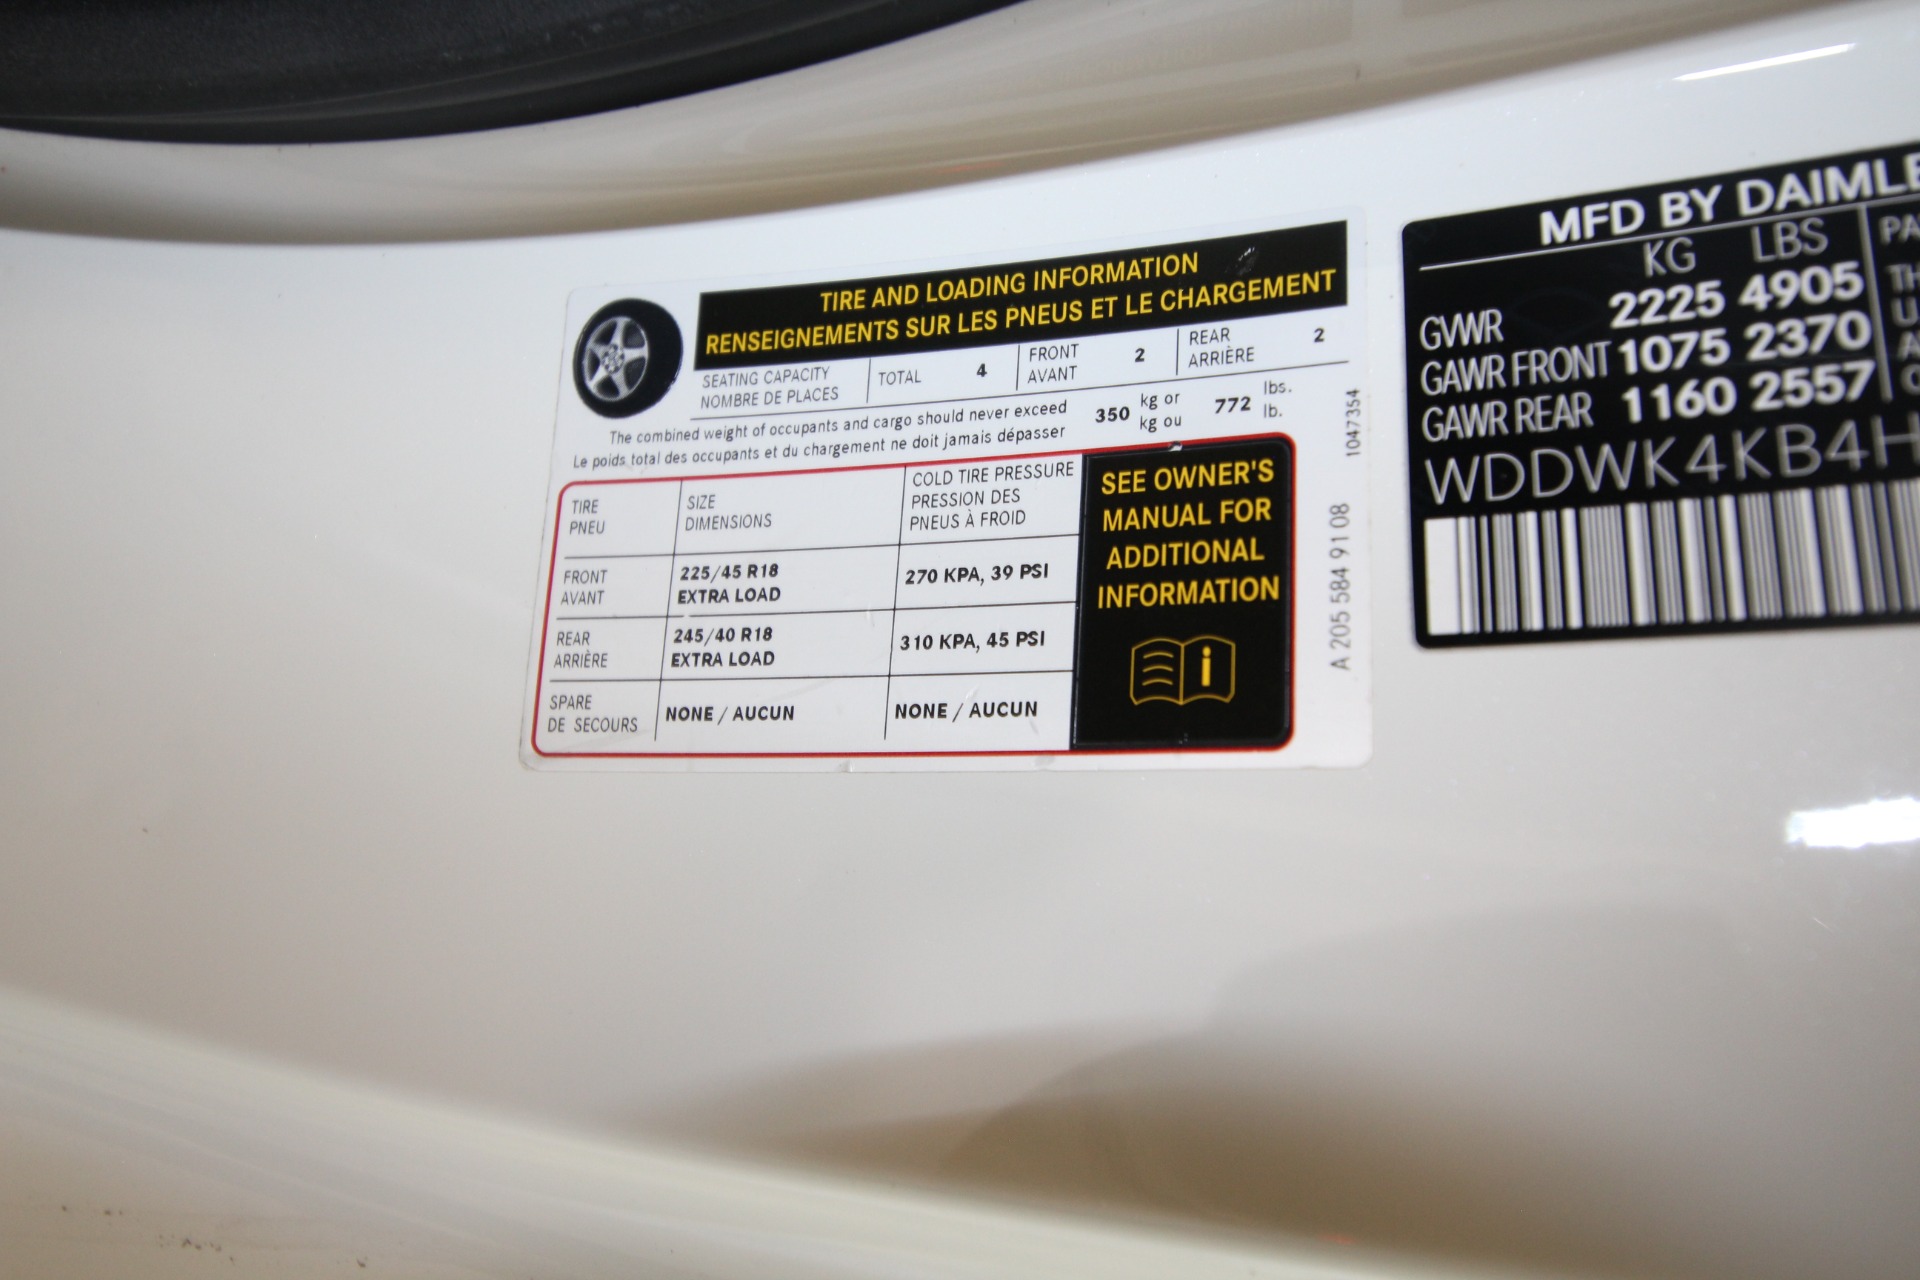 TIRE AND LOADING INFORMATION
RENSEIGNEMENTS SUR LES PNEUS ET LE CHARGEMENT
SEATING CAPACITY
NOMBRE DE PLACES
TOTAL 4
FRONT
AVANT
2
REAR
ARRIÈRE
2
The combined weight of occupants and cargo should never exceed
Le poids total des occupants et du chargement ne doit jamais dépasser
350 kg or
kg ou
772 lbs.
lb.
TIRE
PNEU
SIZE
DIMENSIONS
COLD TIRE PRESSURE
PRESSION DES
PNEUS À FROID
FRONT
AVANT
225/45 R18
EXTRA LOAD
270 KPA, 39 PSI
REAR
ARRIÈRE
245/40 R18
EXTRA LOAD
310 KPA, 45 PSI
SPARE
DE SECOURS
NONE / AUCUN
NONE / AUCUN
SEE OWNER'S
MANUAL FOR
ADDITIONAL
INFORMATION
i
1047354
A 205 584 91 08
MFD BY DAIMLE
KG LBS
GVWR 2225 4905
GAWR FRONT 1075 2370
GAWR REAR 1160 2557
WDDWK4KB4H
PA
TH
U